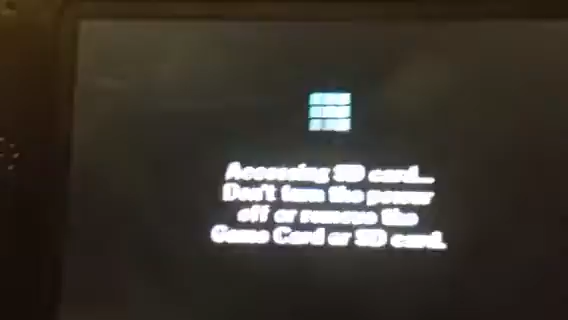 Accessing SD card...
Don't turn the power
off or remove the
Game Card or SD card.